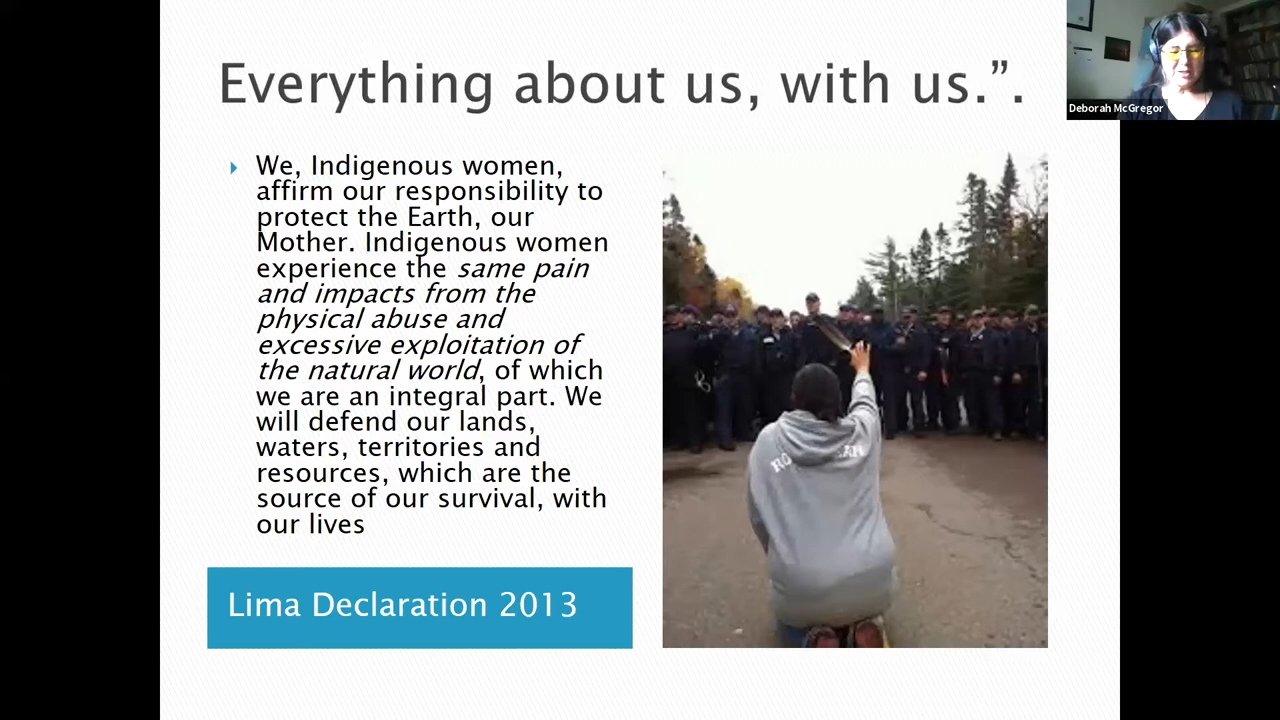 Everything about us, with us.”.
Deborah McGregor
We, Indigenous women,
affirm our responsibility to
protect the Earth, our
Mother. Indigenous women
experience the same pain
and impacts from the
physical abuse and
excessive exploitation of
the natural world, of which
we are an integral part. We
will defend our lands,
waters, territories and
resources, which are the
source of our survival, with
our lives
Lima Declaration 2013